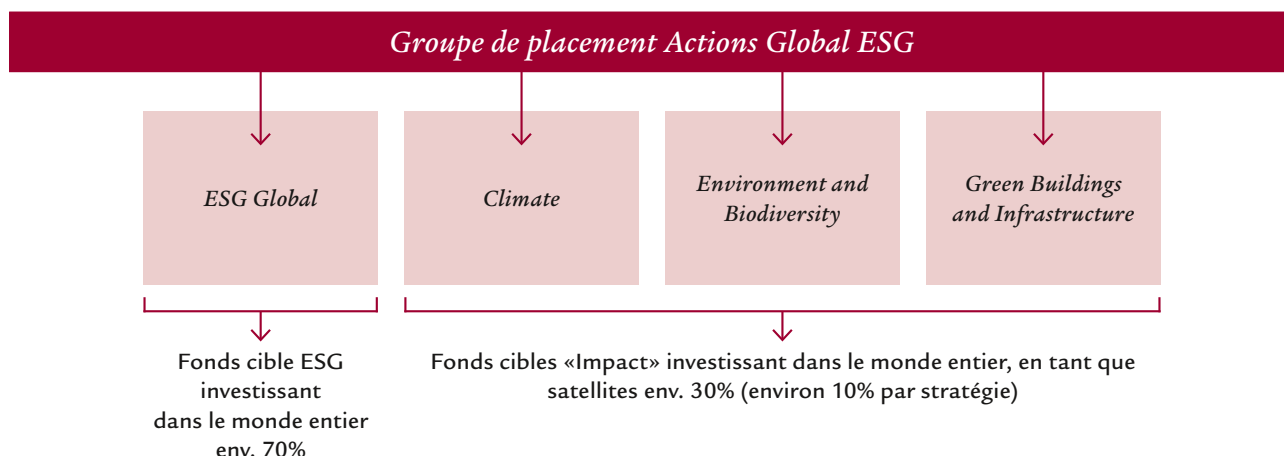 Groupe de placement Actions Global ESG
ESG Global
Climate
Environment and
Biodiversity
Green Buildings
and Infrastructure
Fonds cible ESG
investissant
dans le monde entier
env. 70%
Fonds cibles «Impact» investissant dans le monde entier, en tant que
satellites env. 30% (environ 10% par stratégie)